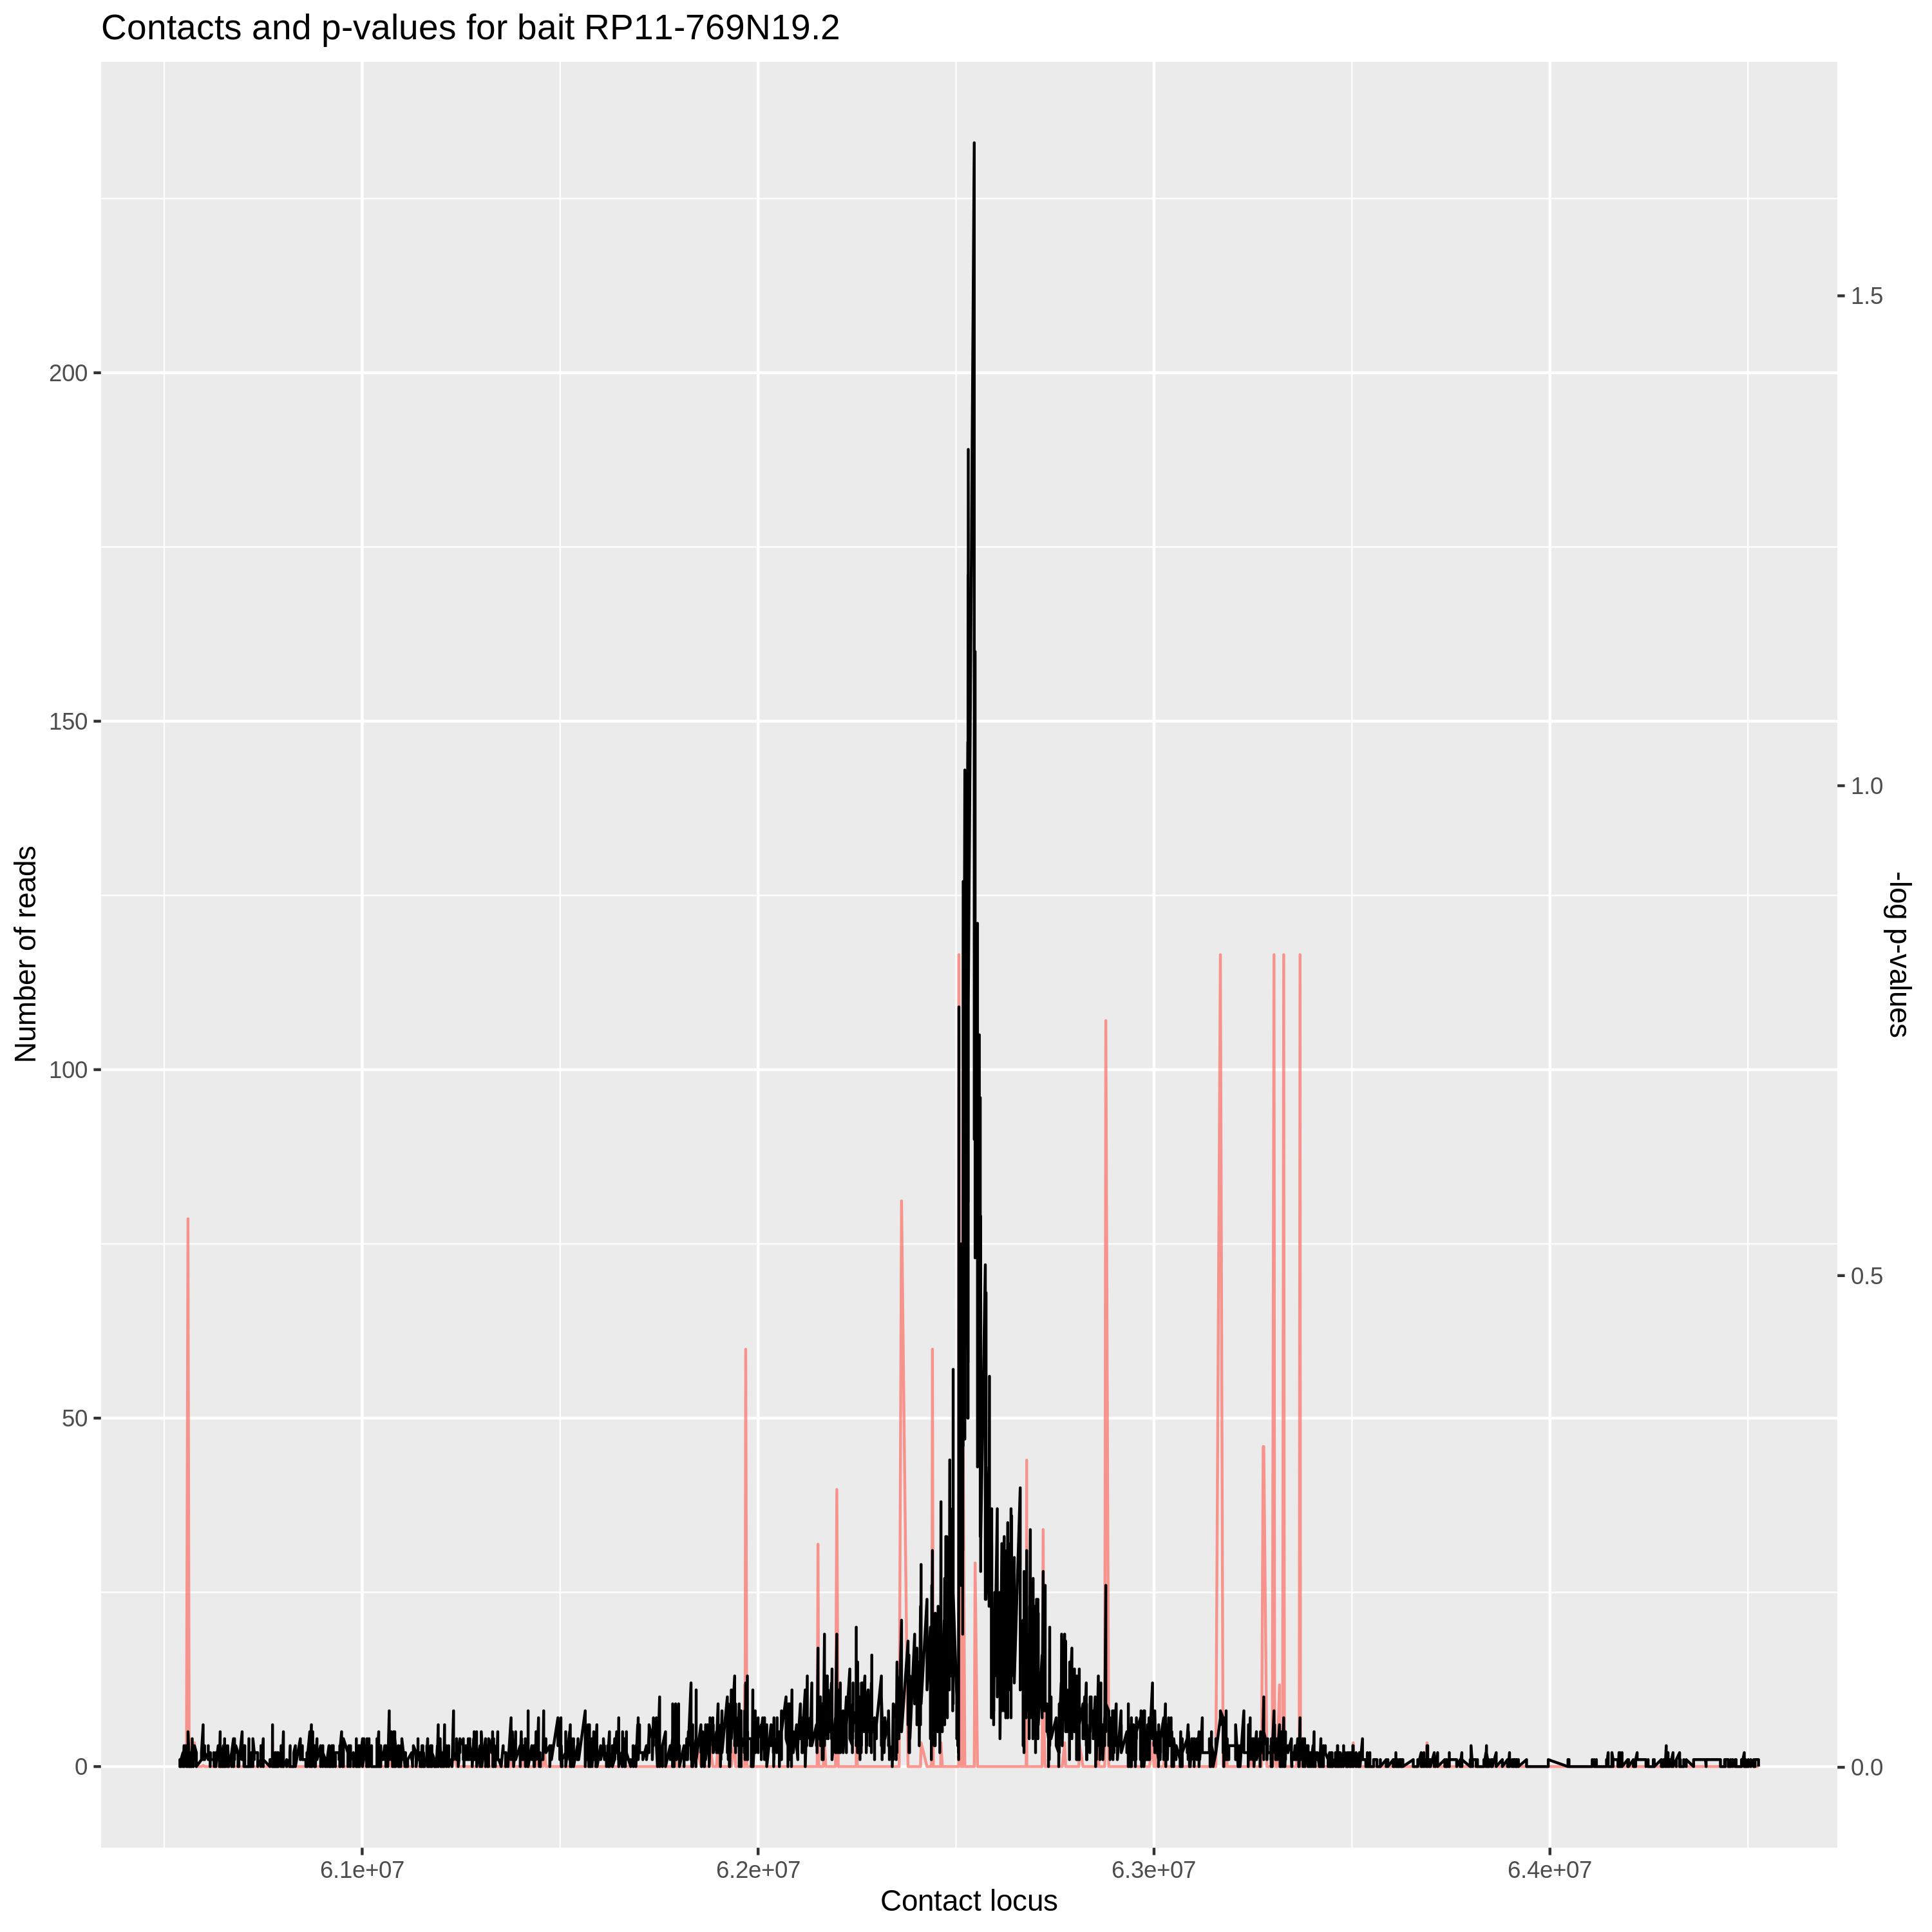 Contacts and p-values for bait RP11-769N19.2
200
150
100
50
0
Number of reads
1.5
1.0
0.5
0.0
-log p-values
6.1e+07
6.2e+07
6.3e+07
6.4e+07
Contact locus